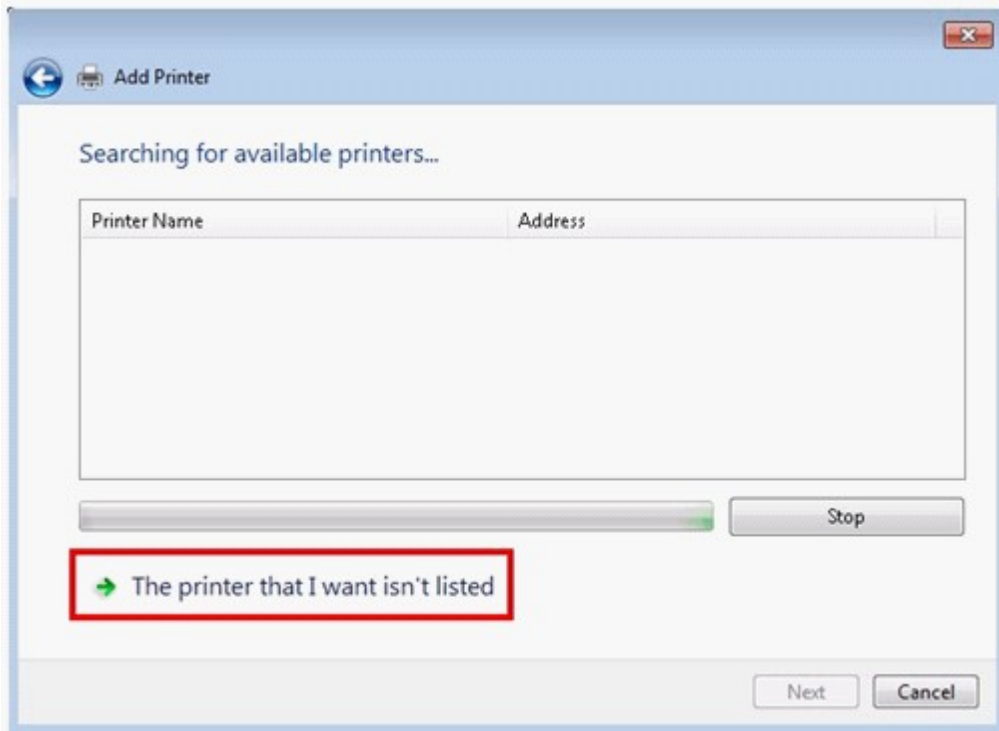 Add Printer
Searching for available printers...
Printer Name Address
Stop
The printer that I want isn't listed
Next Cancel